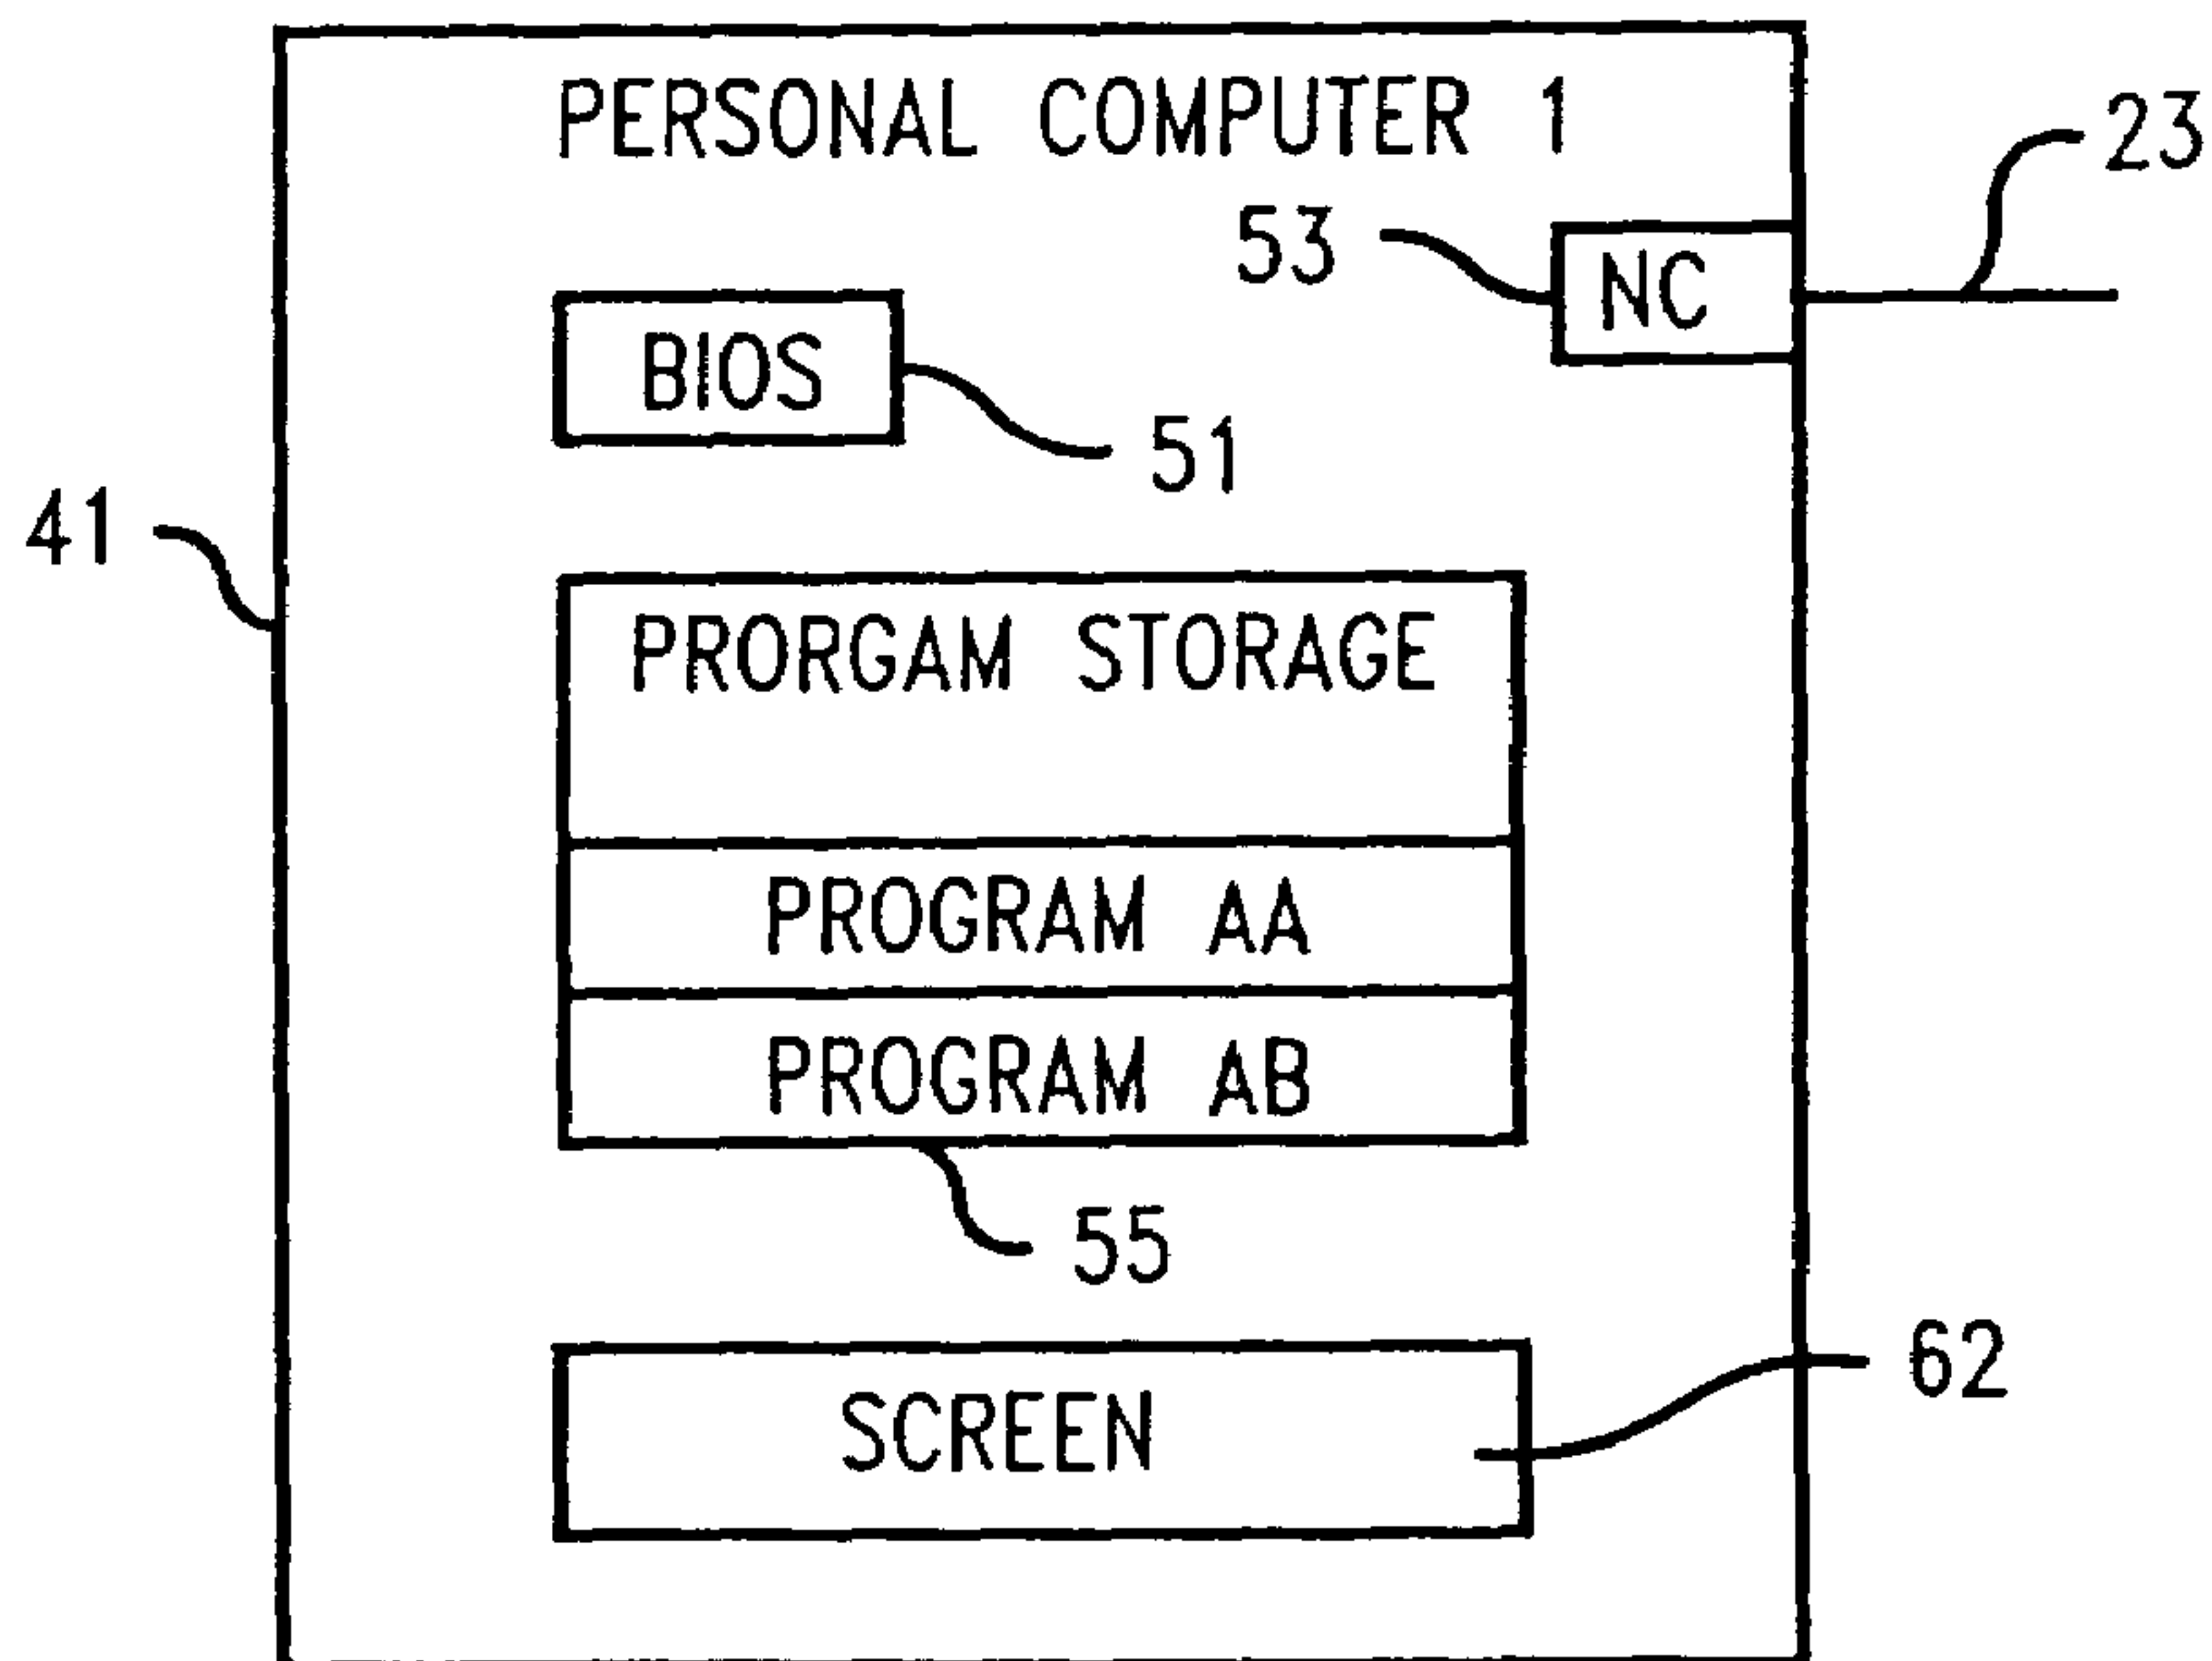 PERSONAL COMPUTER 1
23
53
NC
BIOS
51
41
PRORGAM STORAGE
PROGRAM AA
PROGRAM AB
55
62
SCREEN